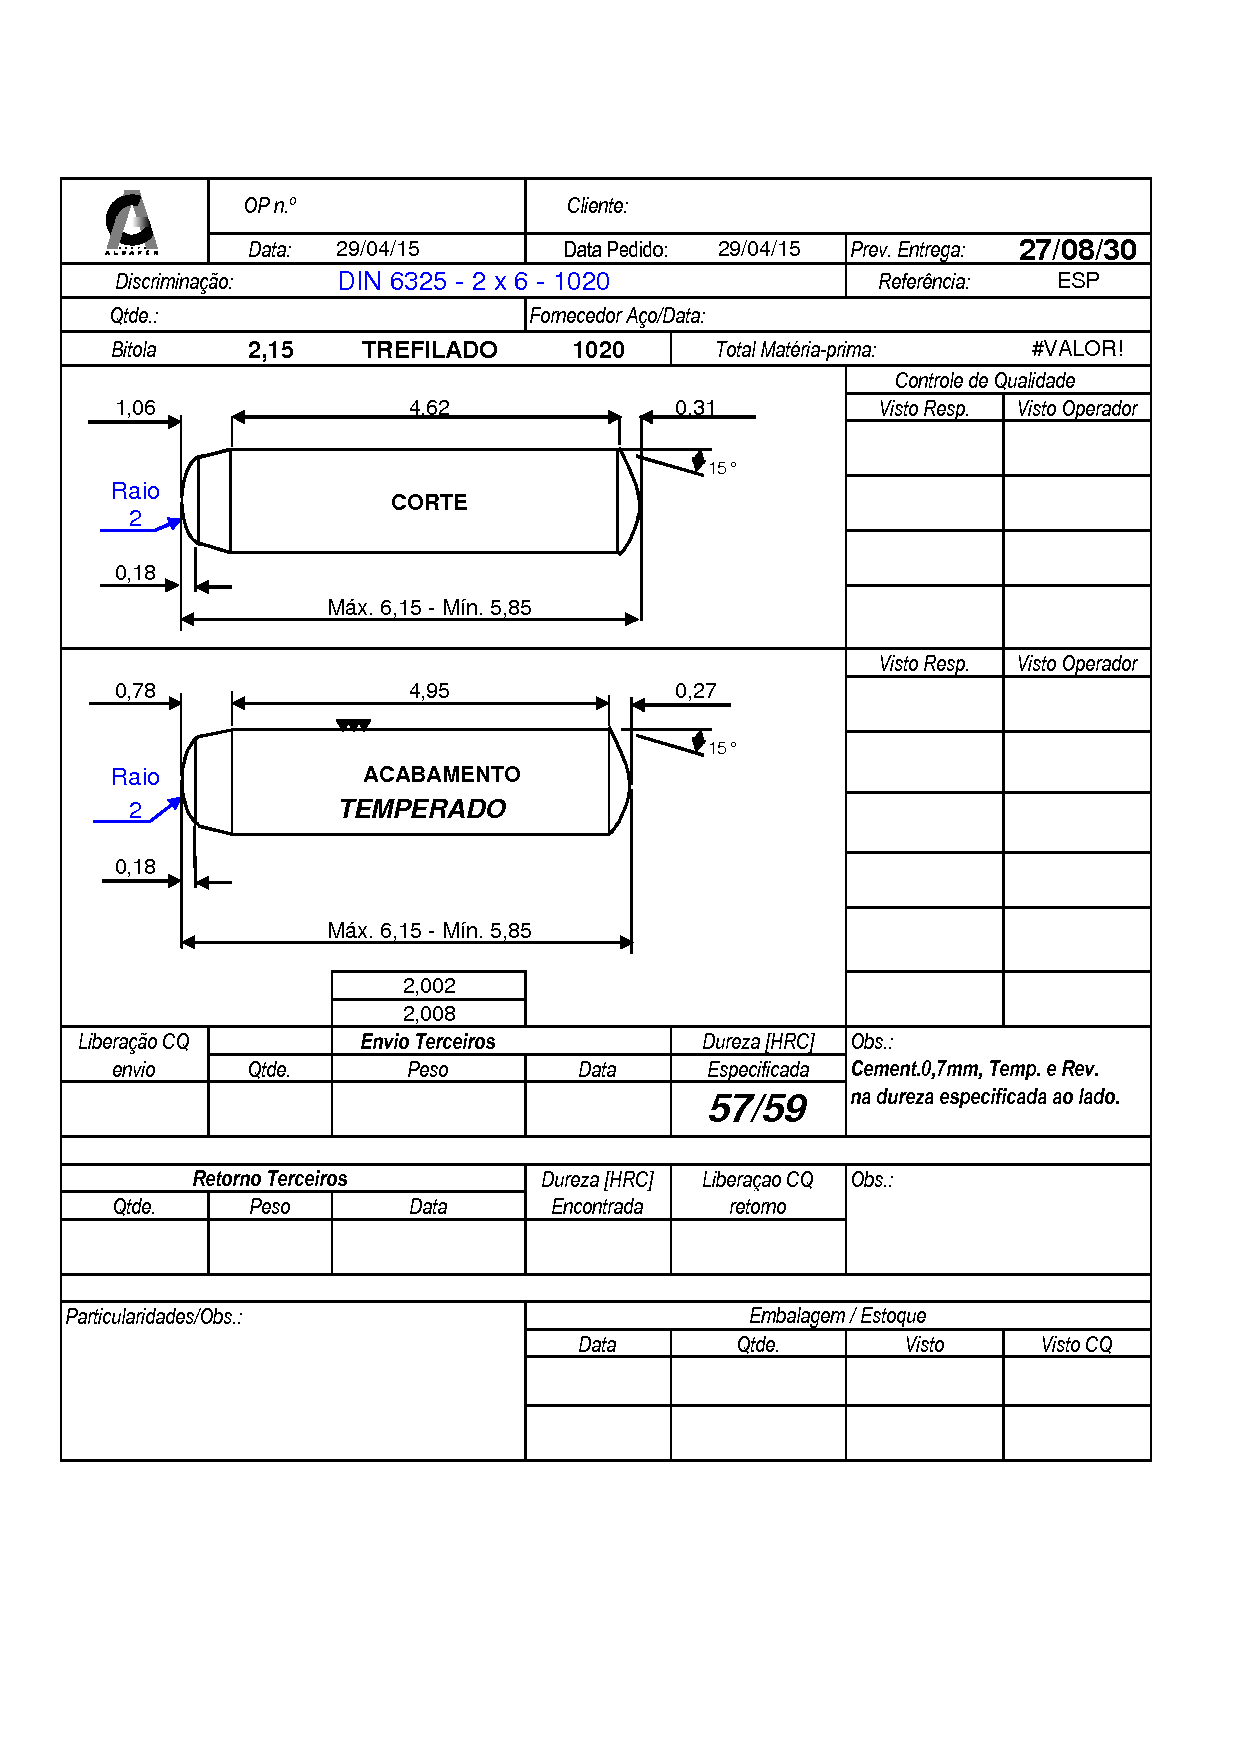 ALBAFER
OP n.º Cliente:
Data: 29/04/15 Data Pedido: 29/04/15 Prev. Entrega: 27/08/30
Discriminação: DIN 6325 - 2 x 6 - 1020 Referência: ESP
Qtde.: Fornecedor Aço/Data:
Bitola 2,15 TREFILADO 1020 Total Matéria-prima: #VALOR!
Controle de Qualidade
1,06 4,62 0,31 Visto Resp. Visto Operador
15 °
Raio
2
CORTE
0,18
Máx. 6,15 - Mín. 5,85
Visto Resp. Visto Operador
0,78 4,95 0,27
15 °
Raio
2
ACABAMENTO
TEMPERADO
0,18
Máx. 6,15 - Mín. 5,85
2,002
2,008
Liberação CQ Envio Terceiros Dureza [HRC] Obs.:
envio Qtde. Peso Data Especificada Cement.0,7mm, Temp. e Rev.
57/59 na dureza especificada ao lado.
Retorno Terceiros Dureza [HRC] Liberaçao CQ Obs.:
Qtde. Peso Data Encontrada retorno
Particularidades/Obs.: Embalagem / Estoque
Data Qtde. Visto Visto CQ